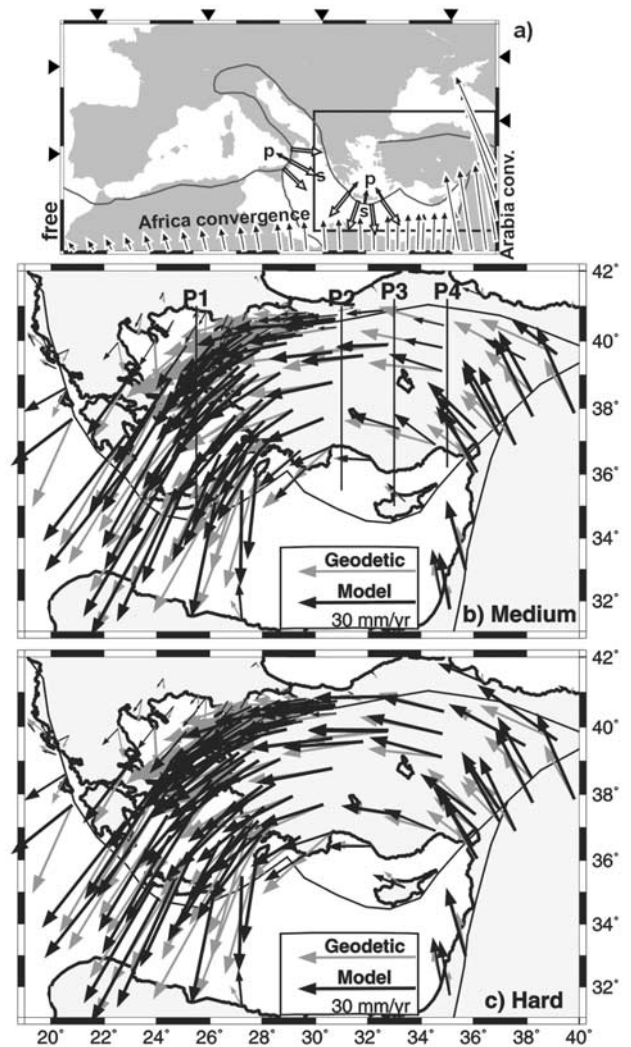 a)
p
s
p
s
free
Africa convergence
Arabia conv.
P1
P2
P3
P4
42°
40°
38°
36°
34°
32°
Geodetic
Model
30 mm/yr
b) Medium
42°
40°
38°
36°
34°
32°
Geodetic
Model
30 mm/yr
c) Hard
20° 22° 24° 26° 28° 30° 32° 34° 36° 38° 40°